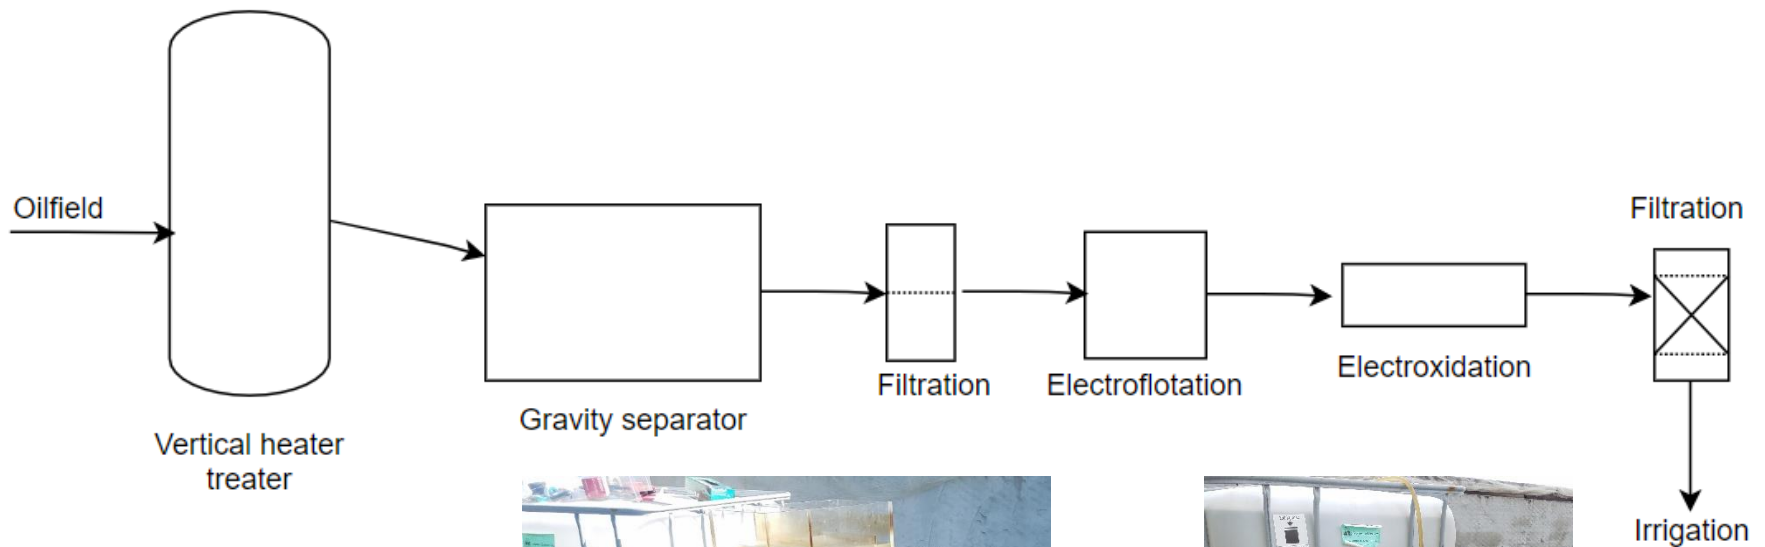 Oilfield
Vertical heater
treater
Gravity separator
Filtration
Electroflotation
Electroxidation
Filtration
Irrigation